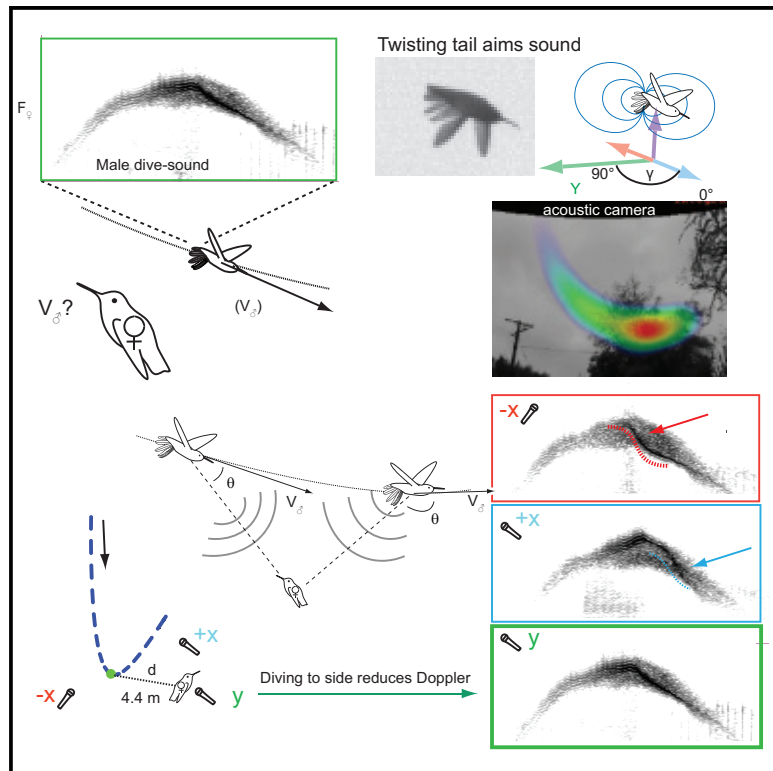 Twisting tail aims sound
F♀
Male dive-sound
90°
γ
Y
0°
acoustic camera
V♂?
(V♂)
♀
-x
θ
V♂
θ
V♂
+x
+x
d
-x
4.4 m
y
Diving to side reduces Doppler
y